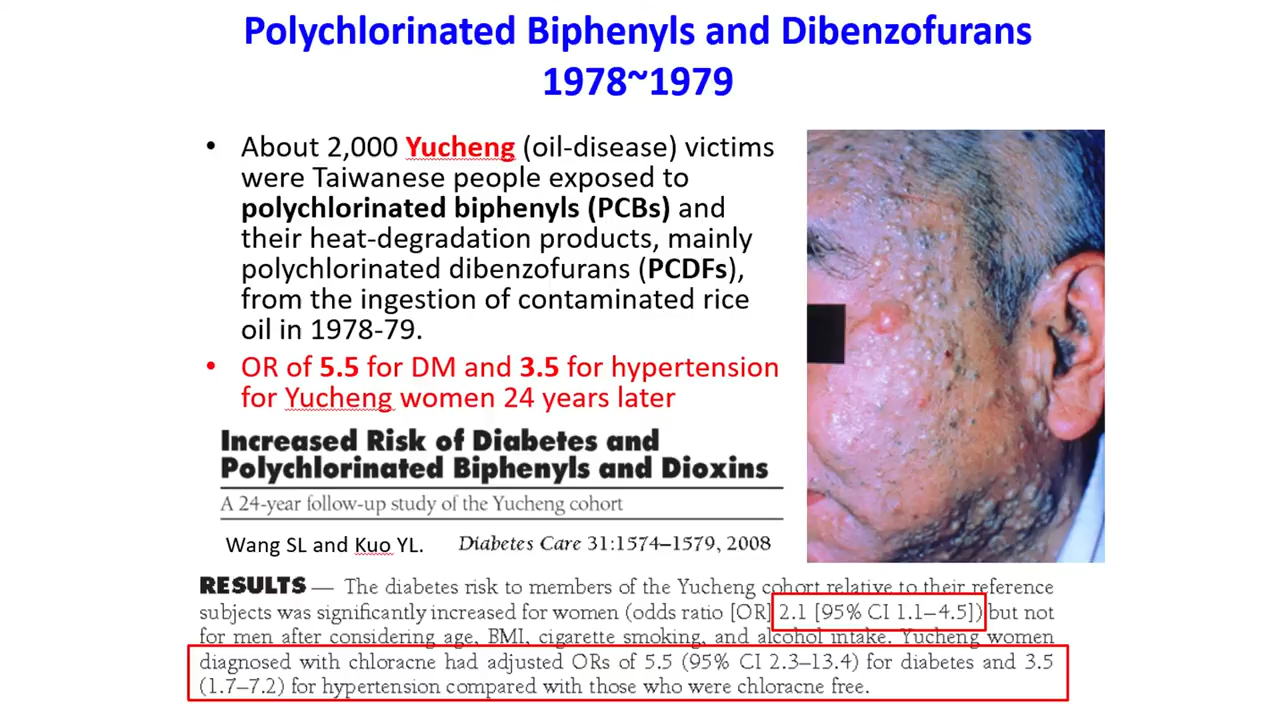 Polychlorinated Biphenyls and Dibenzofurans
1978~1979
• About 2,000 Yucheng (oil-disease) victims
were Taiwanese people exposed to
polychlorinated biphenyls (PCBs) and
their heat-degradation products, mainly
polychlorinated dibenzofurans (PCDFs),
from the ingestion of contaminated rice
oil in 1978-79.
• OR of 5.5 for DM and 3.5 for hypertension
for Yucheng women 24 years later
Increased Risk of Diabetes and
Polychlorinated Biphenyls and Dioxins
A 24-year follow-up study of the Yucheng cohort
Wang SL and Kuo YL. Diabetes Care 31:1574–1579, 2008
RESULTS — The diabetes risk to members of the Yucheng cohort relative to their reference
subjects was significantly increased for women (odds ratio [OR] 2.1 [95% CI 1.1–4.5]) but not
for men after considering age, BMI, cigarette smoking, and alcohol intake. Yucheng women
diagnosed with chloracne had adjusted ORs of 5.5 (95% CI 2.3–13.4) for diabetes and 3.5
(1.7–7.2) for hypertension compared with those who were chloracne free.